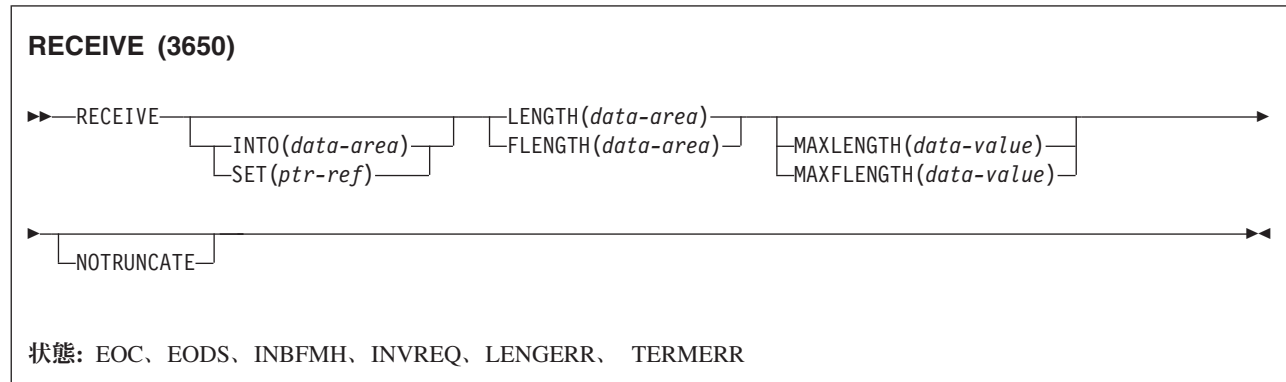 RECEIVE (3650)
RECEIVE LENGTH(data-area)
INTO(data-area) FLENGTH(data-area) MAXLENGTH(data-value)
SET(ptr-ref) MAXFLENGTH(data-value)
NOTRUNCATE
状態: EOC、EODS、INBFMH、INVREQ、LENGERR、 TERMERR